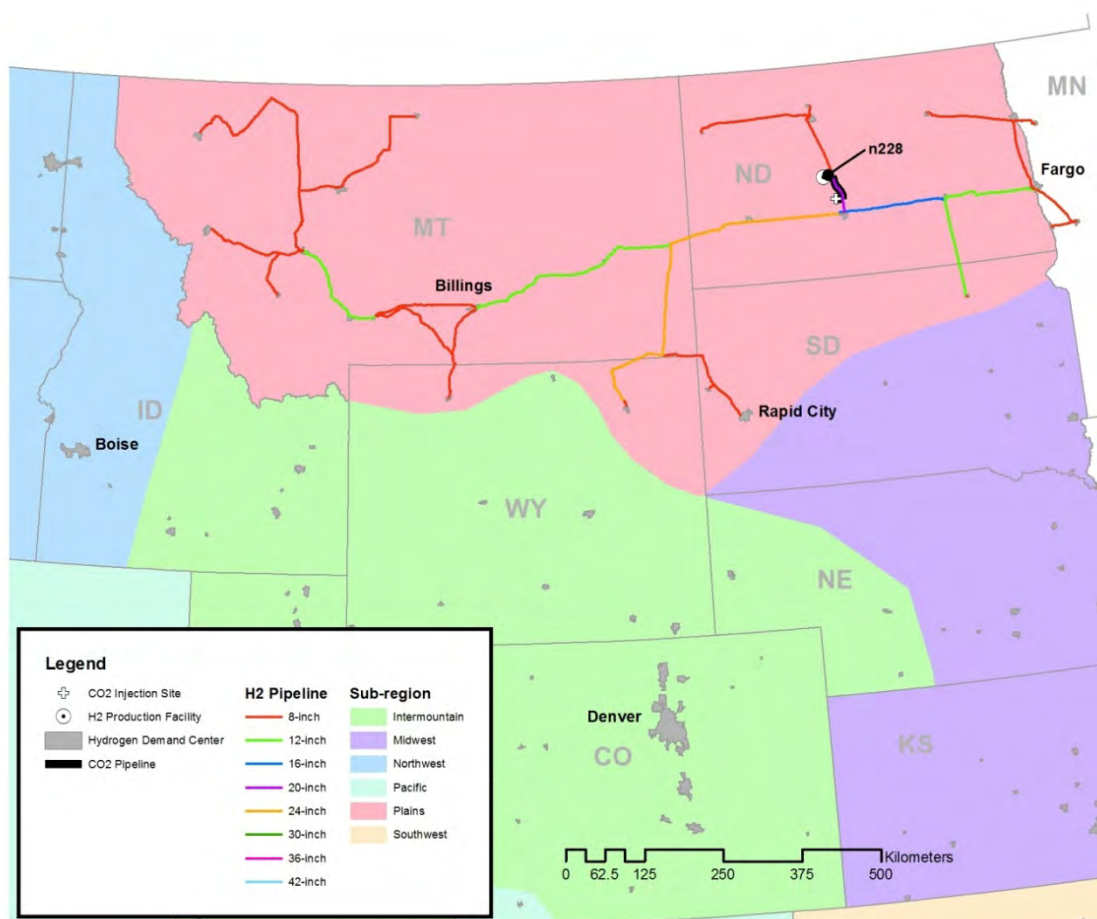 MN
n228
ND
Fargo
MT
Billings
SD
ID
Rapid City
Boise
WY
NE
Denver
CO
KS
Legend
CO2 Injection Site
H2 Production Facility
Hydrogen Demand Center
CO2 Pipeline
H2 Pipeline
8-inch
12-inch
16-inch
20-inch
24-inch
30-inch
36-inch
42-inch
Sub-region
Intermountain
Midwest
Northwest
Pacific
Plains
Southwest
Kilometers
0 62.5 125 250 375 500